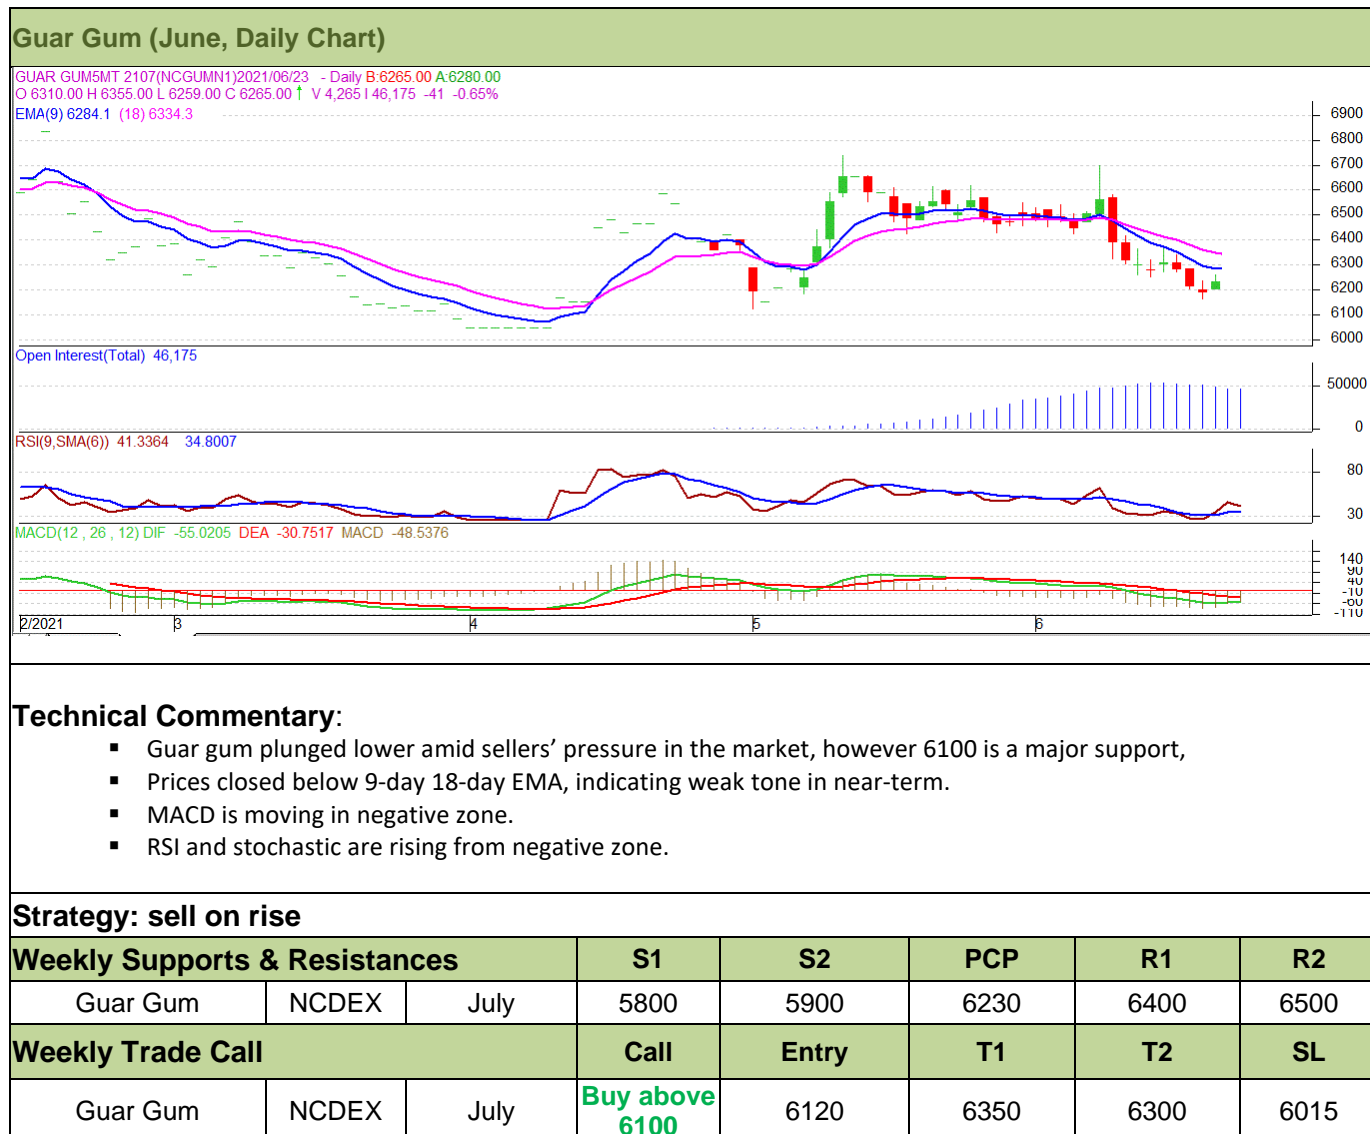 Guar Gum (June, Daily Chart)
GUAR GUM5MT 2107(NCGUMN1)2021/06/23 - Daily B:6265.00 A:6280.00
O 6310.00 H 6355.00 L 6259.00 C 6265.00 ↑ V 4,265 I 46,175 -41 -0.65%
EMA(9) 6284.1 (18) 6334.3
6900
6800
6700
6600
6500
6400
6300
6200
6100
6000
Open Interest(Total) 46,175
50000
0
RSI(9,SMA(6)) 41.3364 34.8007
80
30
MACD(12 , 26 , 12) DIF -55.0205 DEA -30.7517 MACD -48.5376
140
90
40
-10
-60
-110
2/2021 3 4 5 6
Technical Commentary:
▪ Guar gum plunged lower amid sellers’ pressure in the market, however 6100 is a major support,
▪ Prices closed below 9-day 18-day EMA, indicating weak tone in near-term.
▪ MACD is moving in negative zone.
▪ RSI and stochastic are rising from negative zone.
Strategy: sell on rise
Weekly Supports & Resistances S1 S2 PCP R1 R2
Guar Gum NCDEX July 5800 5900 6230 6400 6500
Weekly Trade Call Call Entry T1 T2 SL
Guar Gum NCDEX July Buy above 6100 6120 6350 6300 6015